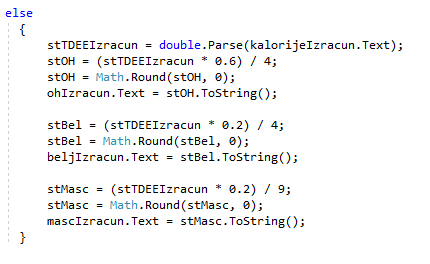 else
{
stTDEEIzracun = double.Parse(kalorijeIzracun.Text);
stOH = (stTDEEIzracun * 0.6) / 4;
stOH = Math.Round(stOH, 0);
ohIzracun.Text = stOH.ToString();
stBel = (stTDEEIzracun * 0.2) / 4;
stBel = Math.Round(stBel, 0);
beljIzracun.Text = stBel.ToString();
stMasc = (stTDEEIzracun * 0.2) / 9;
stMasc = Math.Round(stMasc, 0);
mascIzracun.Text = stMasc.ToString();
}